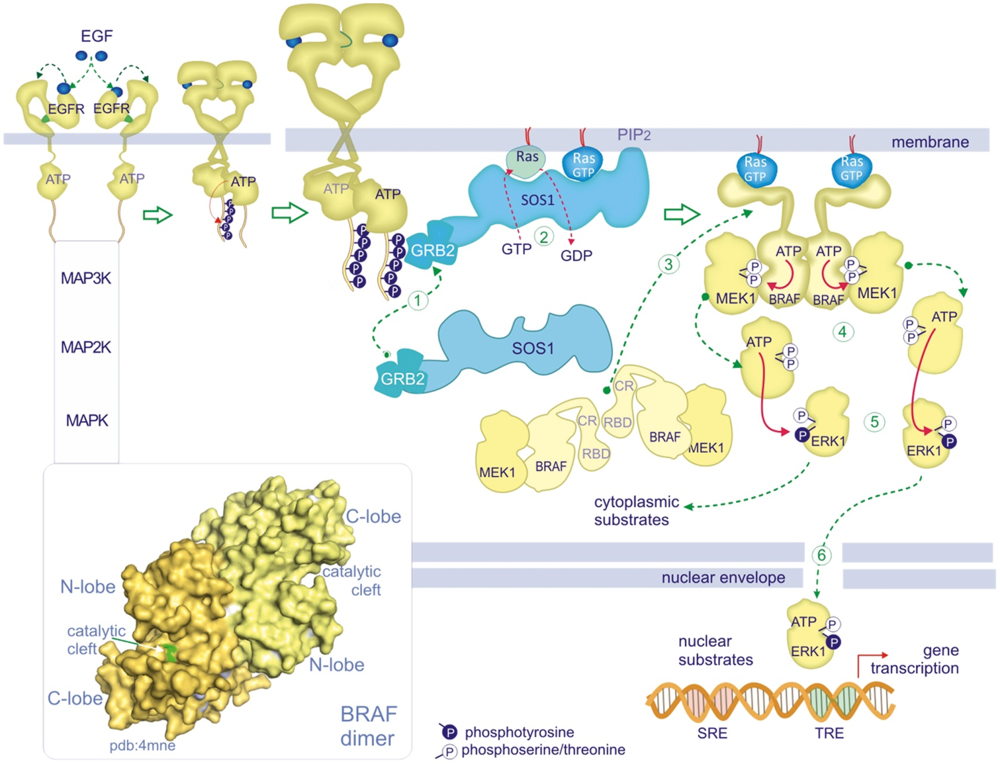 EGF
EGFR
EGFR
ATP
ATP
ATP
P
P
P
P
P
ATP
ATP
P
P
P
P
P
P
P
P
P
P
GRB2
SOS1
Ras
Ras
GTP
PIP2
membrane
GTP
2
GDP
1
GRB2
SOS1
3
Ras
GTP
Ras
GTP
ATP
ATP
P
P
P
P
MEK1
BRAF
BRAF
MEK1
4
ATP
P
P
ATP
P
P
P
P
ERK1
5
P
P
ERK1
CR
RBD
BRAF
MEK1
CR
RBD
BRAF
MEK1
cytoplasmic
substrates
MAP3K
MAP2K
MAPK
C-lobe
catalytic
cleft
N-lobe
N-lobe
catalytic
cleft
C-lobe
BRAF
dimer
pdb:4mne
nuclear envelope
6
ATP
ERK1
P
P
nuclear
substrates
gene
transcription
SRE
TRE
P phosphotyrosine
P phosphoserine/threonine